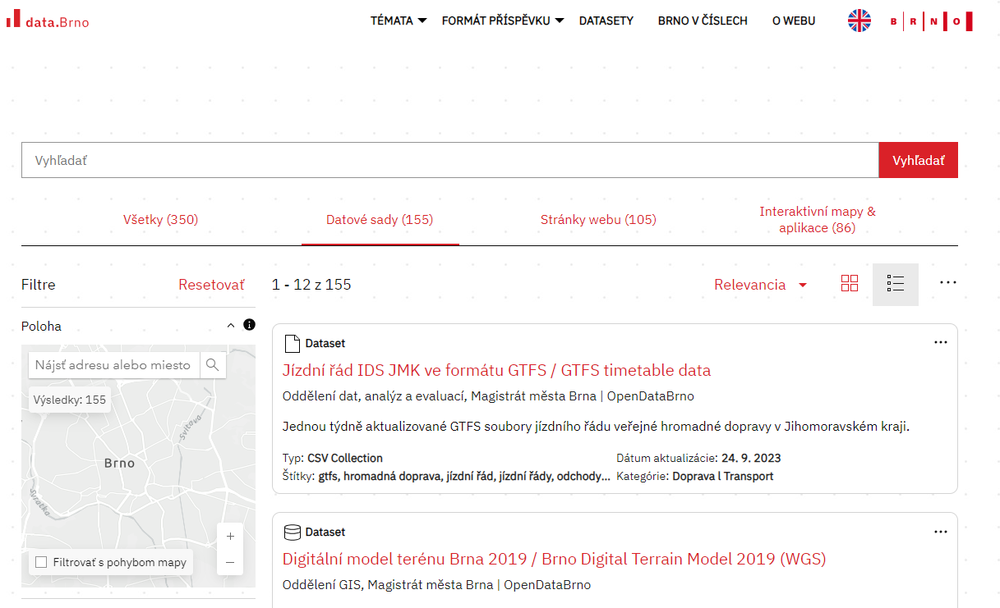 data.Brno
TÉMATA
FORMÁT PŘÍSPĚVKU
DATASETY
BRNO V ČÍSLECH
O WEBU
B R N O
Vyhľadať
Vyhľadať
Všetky (350)
Datové sady (155)
Stránky webu (105)
Interaktivní mapy &
aplikace (86)
Filtre
Resetovať
1 - 12 z 155
Relevancia
Poloha
Nájsť adresu alebo miesto
Výsledky: 155
Svitava
Brno
Svratka
Filtrovať s pohybom mapy
Dataset
Jízdní řád IDS JMK ve formátu GTFS / GTFS timetable data
Oddělení dat, analýz a evaluací, Magistrát města Brna | OpenDataBrno
Jednou týdně aktualizované GTFS soubory jízdního řádu veřejné hromadné dopravy v Jihomoravském kraji.
Typ: CSV Collection
Dátum aktualizácie: 24. 9. 2023
Štítky: gtfs, hromadná doprava, jízdní řád, jízdní řády, odchody...
Kategórie: Doprava l Transport
Dataset
Digitální model terénu Brna 2019 / Brno Digital Terrain Model 2019 (WGS)
Oddělení GIS, Magistrát města Brna | OpenDataBrno